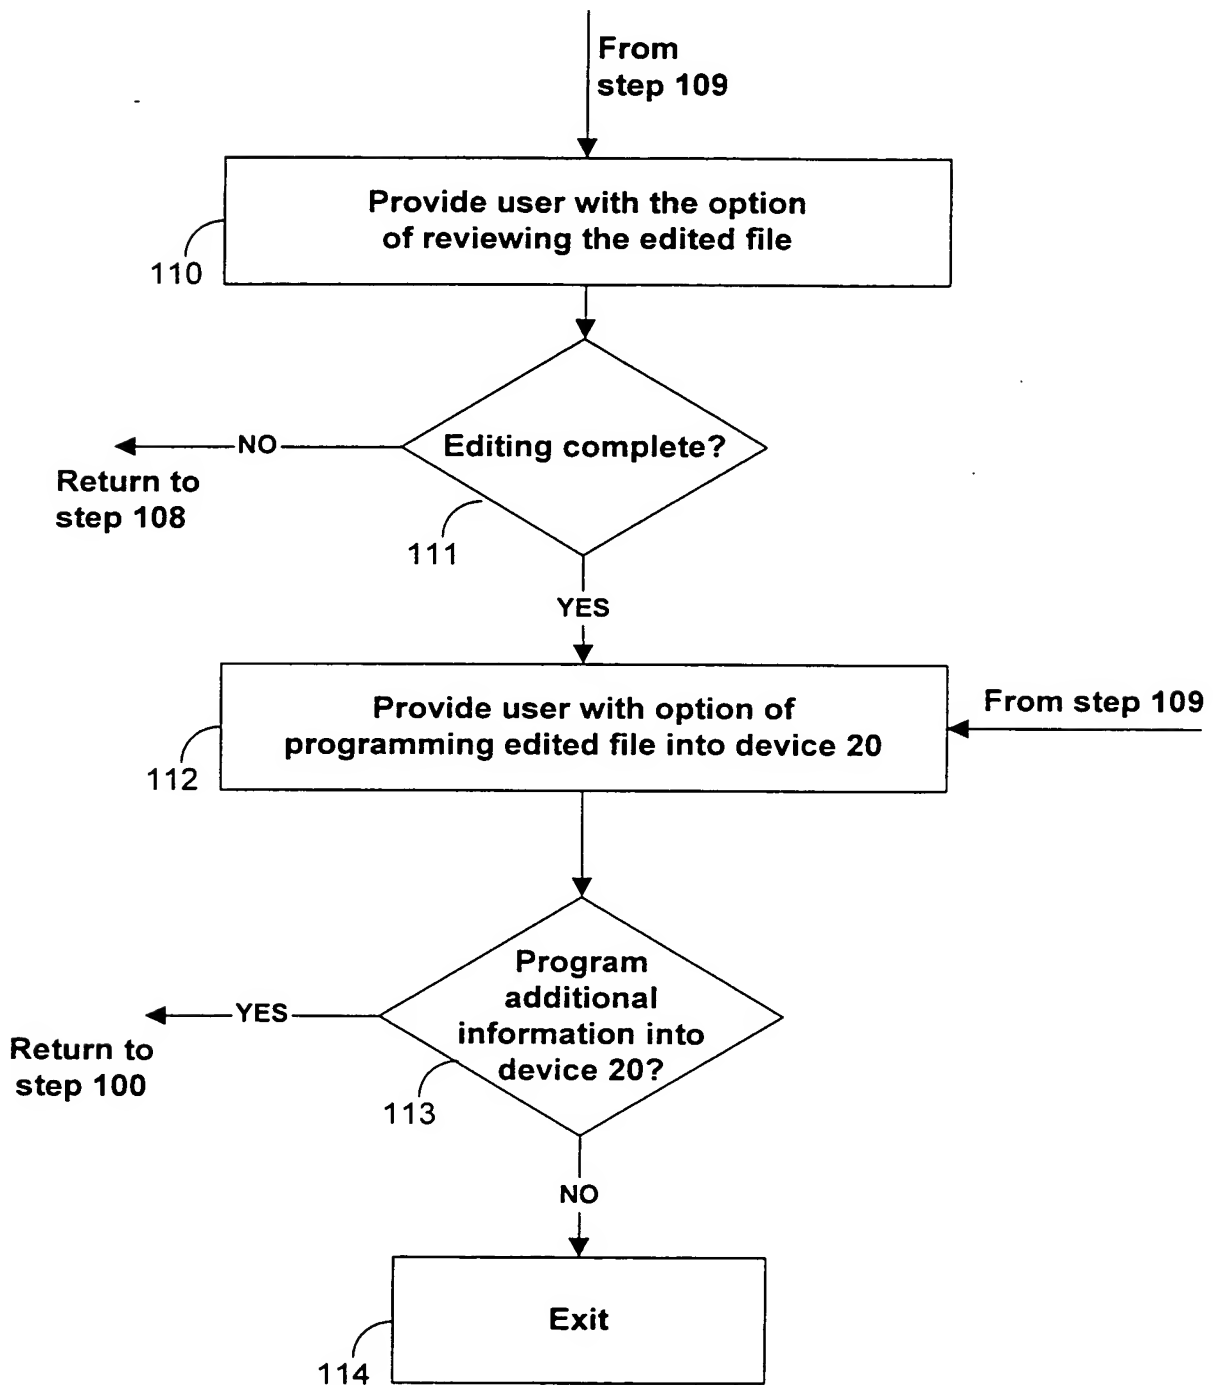 From
step 109
Provide user with the option
of reviewing the edited file
110
NO
Editing complete?
Return to
step 108
111
YES
From step 109
Provide user with option of
programming edited file into device 20
112
Program
additional
information into
device 20?
YES
Return to
step 100
113
NO
Exit
114